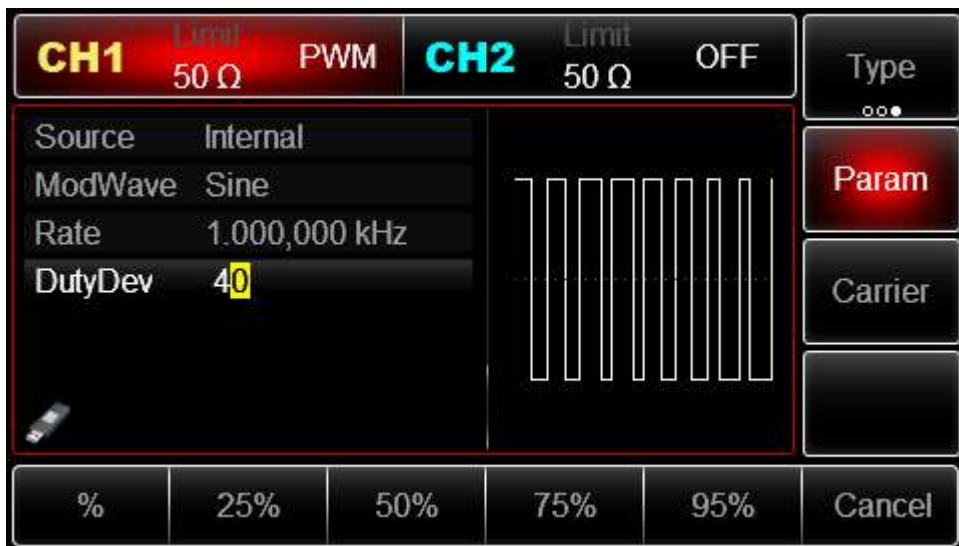 CH1 Limit 50 Ω PWM
CH2 Limit 50 Ω OFF
Type
Source Internal
ModWave Sine
Rate 1.000,000 kHz
DutyDev 40
Param
Carrier
% 25% 50% 75% 95% Cancel